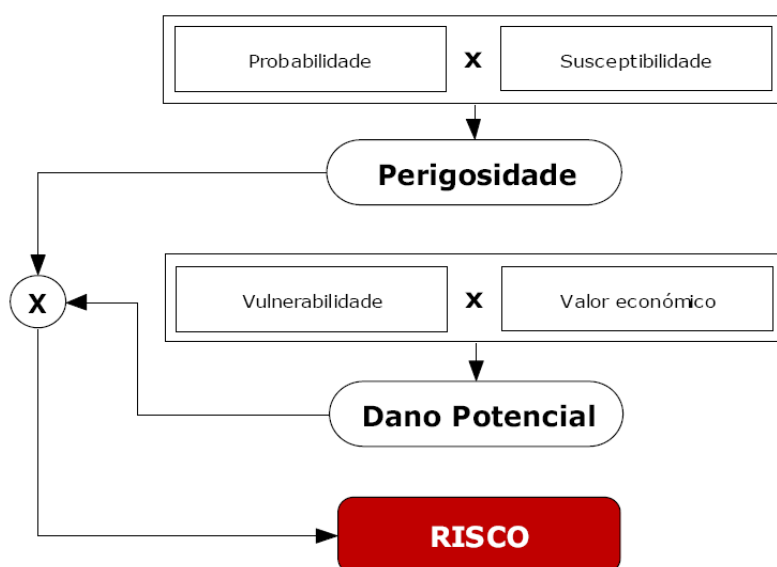 Probabilidade x Susceptibilidade
Perigosidade
Vulnerabilidade x Valor económico
X
Dano Potencial
RISCO